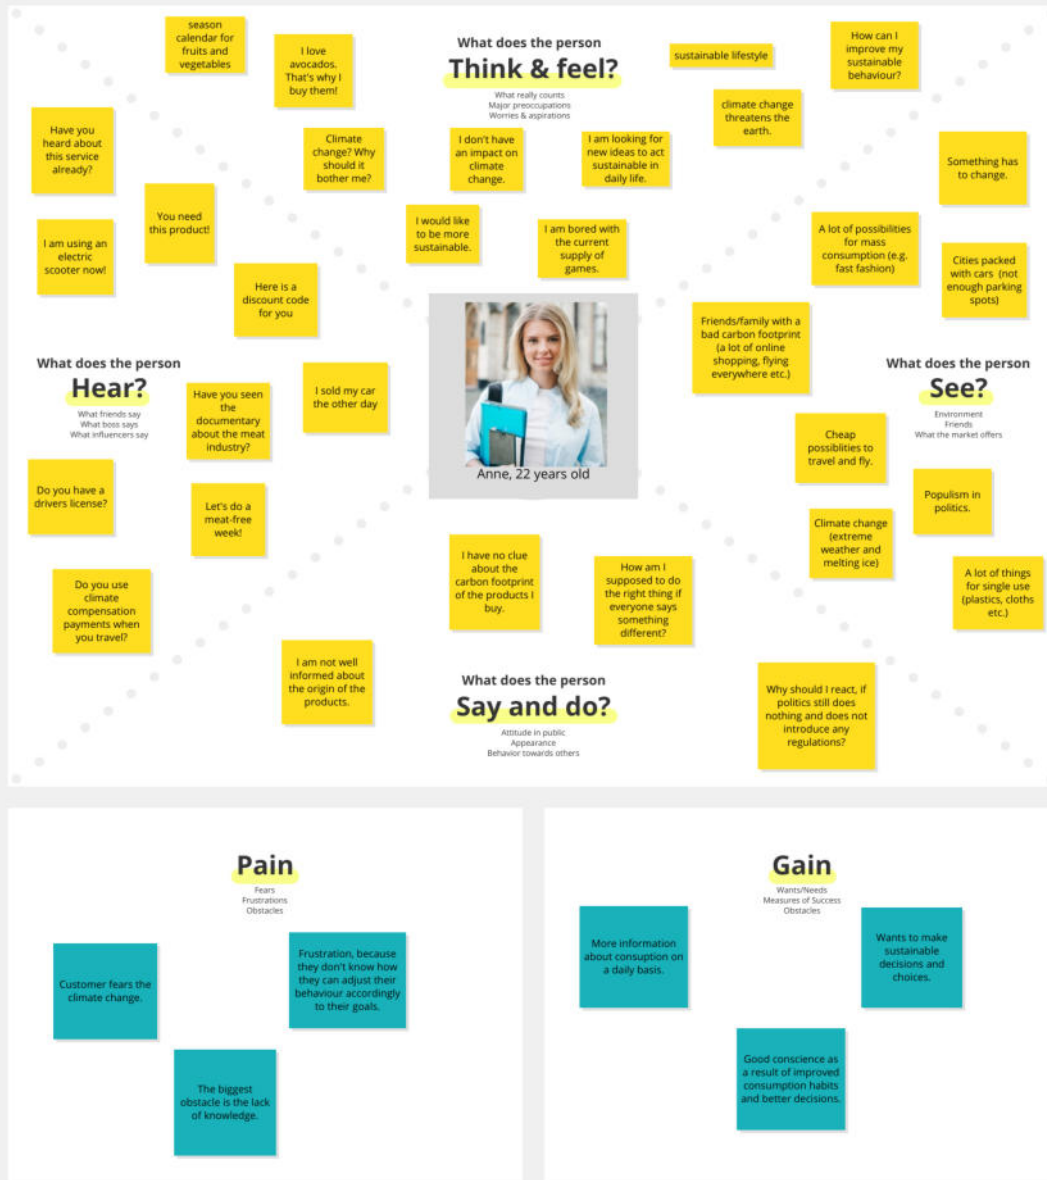 What does the person
Think & feel?
What really counts
Major preoccupations
Worries & aspirations
season
calendar for
fruits and
vegetables
I love
avocados.
That's why I
buy them!
Climate
change? Why
should it
bother me?
I don't have
an impact on
climate
change.
I am looking for
new ideas to act
sustainable in
daily life.
I would like
to be more
sustainable.
I am bored with
the current
supply of
games.
sustainable lifestyle
How can I
improve my
sustainable
behaviour?
climate change
threatens the
earth.
Have you
heard about
this service
already?
You need
this product!
I am using an
electric
scooter now!
Here is a
discount code
for you
What does the person
Hear?
What friends say
What boss says
What influencers say
Have you seen
the
documentary
about the meat
industry?
I sold my car
the other day
Do you have a
drivers license?
Let's do a
meat-free
week!
Do you use
climate
compensation
payments when
you travel?
Anne, 22 years old
Something has
to change.
A lot of possibilities
for mass
consumption (e.g.
fast fashion)
Cities packed
with cars (not
enough parking
spots)
Friends/family with a
bad carbon footprint
(a lot of online
shopping, flying
everywhere etc.)
What does the person
See?
Environment
Friends
What the market offers
Cheap
possiblities to
travel and fly.
Populism in
politics.
Climate change
(extreme
weather and
melting ice)
A lot of things
for single use
(plastics, cloths
etc.)
I have no clue
about the
carbon footprint
of the products I
buy.
How am I
supposed to do
the right thing if
everyone says
something
different?
I am not well
informed about
the origin of the
products.
What does the person
Say and do?
Attitude in public
Appearance
Behavior towards others
Why should I react, if
politics still does
nothing and does not
introduce any
regulations?
Pain
Fears
Frustrations
Obstacles
Customer fears the
climate change.
Frustration, because
they don't know how
they can adjust their
behaviour accordingly
to their goals.
The biggest
obstacle is the lack
of knowledge.
Gain
Wants/Needs
Measures of Success
Obstacles
More information
about consuption on
a daily basis.
Wants to make
sustainable
decisions and
choices.
Good conscience as
a result of improved
consumption habits
and better decisions.